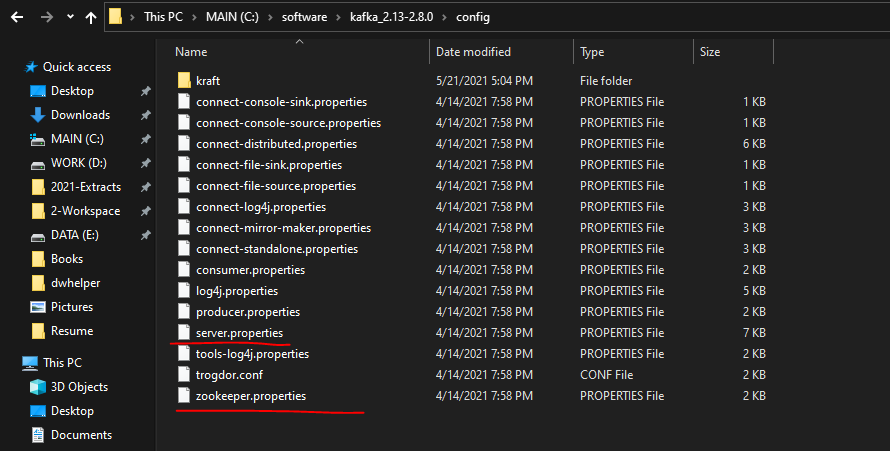 This PC > MAIN (C:) > software > kafka_2.13-2.8.0 > config
Name Date modified Type Size
Quick access
Desktop
Downloads
MAIN (C:)
WORK (D:)
2021-Extracts
2-Workspace
DATA (E:)
Books
dwhelper
Pictures
Resume
This PC
3D Objects
Desktop
Documents
kraft 5/21/2021 5:04 PM File folder
connect-console-sink.properties 4/14/2021 7:58 PM PROPERTIES File 1 KB
connect-console-source.properties 4/14/2021 7:58 PM PROPERTIES File 1 KB
connect-distributed.properties 4/14/2021 7:58 PM PROPERTIES File 6 KB
connect-file-sink.properties 4/14/2021 7:58 PM PROPERTIES File 1 KB
connect-file-source.properties 4/14/2021 7:58 PM PROPERTIES File 1 KB
connect-log4j.properties 4/14/2021 7:58 PM PROPERTIES File 3 KB
connect-mirror-maker.properties 4/14/2021 7:58 PM PROPERTIES File 3 KB
connect-standalone.properties 4/14/2021 7:58 PM PROPERTIES File 3 KB
consumer.properties 4/14/2021 7:58 PM PROPERTIES File 2 KB
log4j.properties 4/14/2021 7:58 PM PROPERTIES File 5 KB
producer.properties 4/14/2021 7:58 PM PROPERTIES File 2 KB
server.properties 4/14/2021 7:58 PM PROPERTIES File 7 KB
tools-log4j.properties 4/14/2021 7:58 PM PROPERTIES File 2 KB
trogdor.conf 4/14/2021 7:58 PM CONF File 2 KB
zookeeper.properties 4/14/2021 7:58 PM PROPERTIES File 2 KB